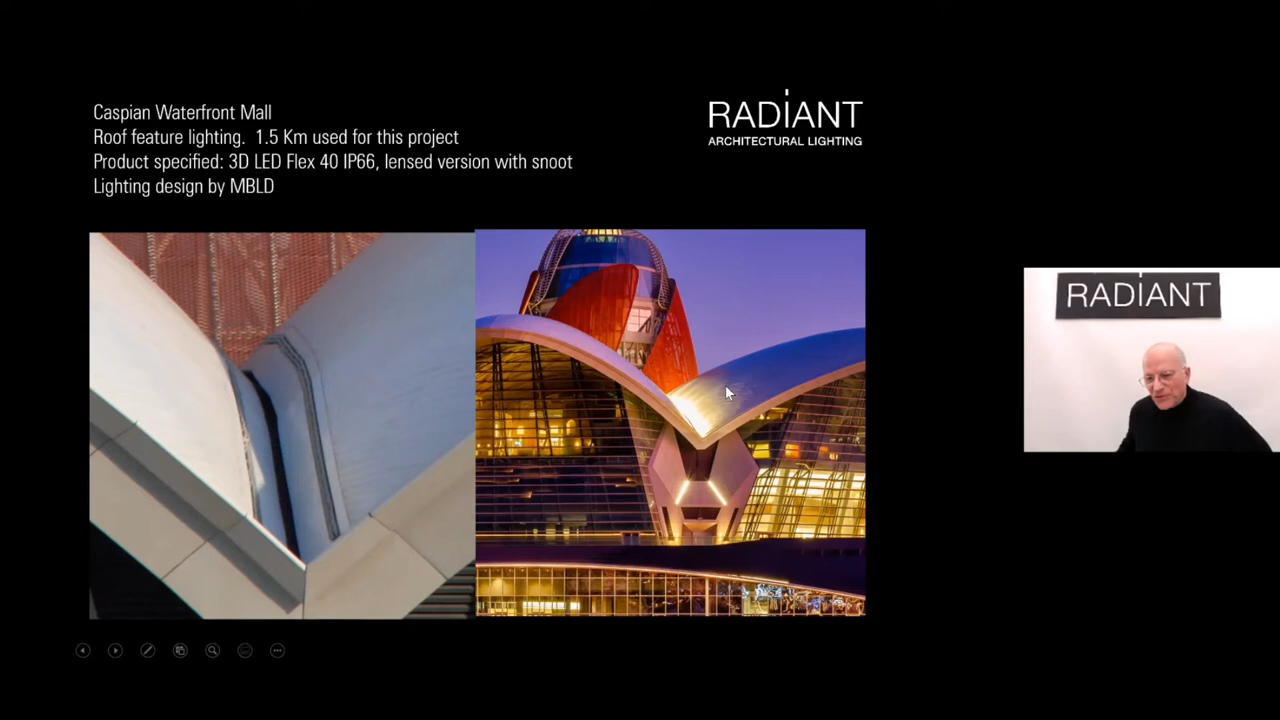 Caspian Waterfront Mall
Roof feature lighting.  1.5 Km used for this project
Product specified: 3D LED Flex 40 IP66, lensed version with snoot
Lighting design by MBLD
RADiANT
ARCHITECTURAL LIGHTING
RADiANT